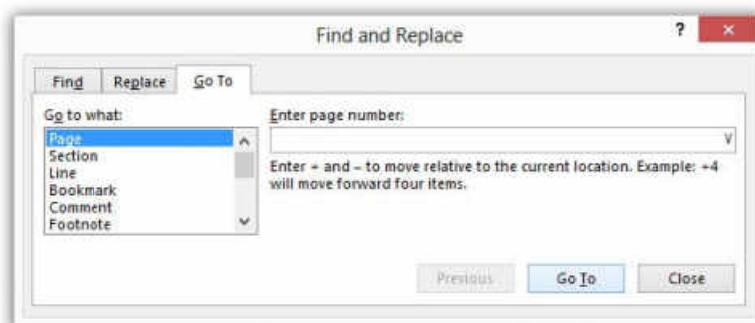 Find and Replace
? ×
Find Replace Go To
Go to what:
Page
Section
Line
Bookmark
Comment
Footnote
Enter page number:
Enter + and – to move relative to the current location. Example: +4
will move forward four items.
Previous Go To Close